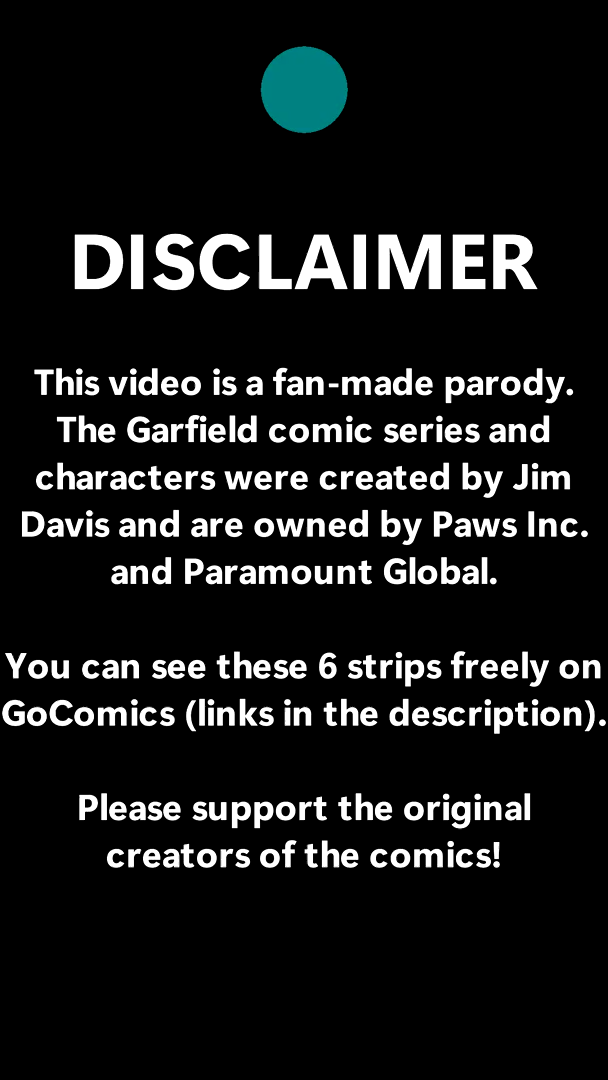 DISCLAIMER
This video is a fan-made parody.
The Garfield comic series and
characters were created by Jim
Davis and are owned by Paws Inc.
and Paramount Global.
You can see these 6 strips freely on
GoComics (links in the description).
Please support the original
creators of the comics!